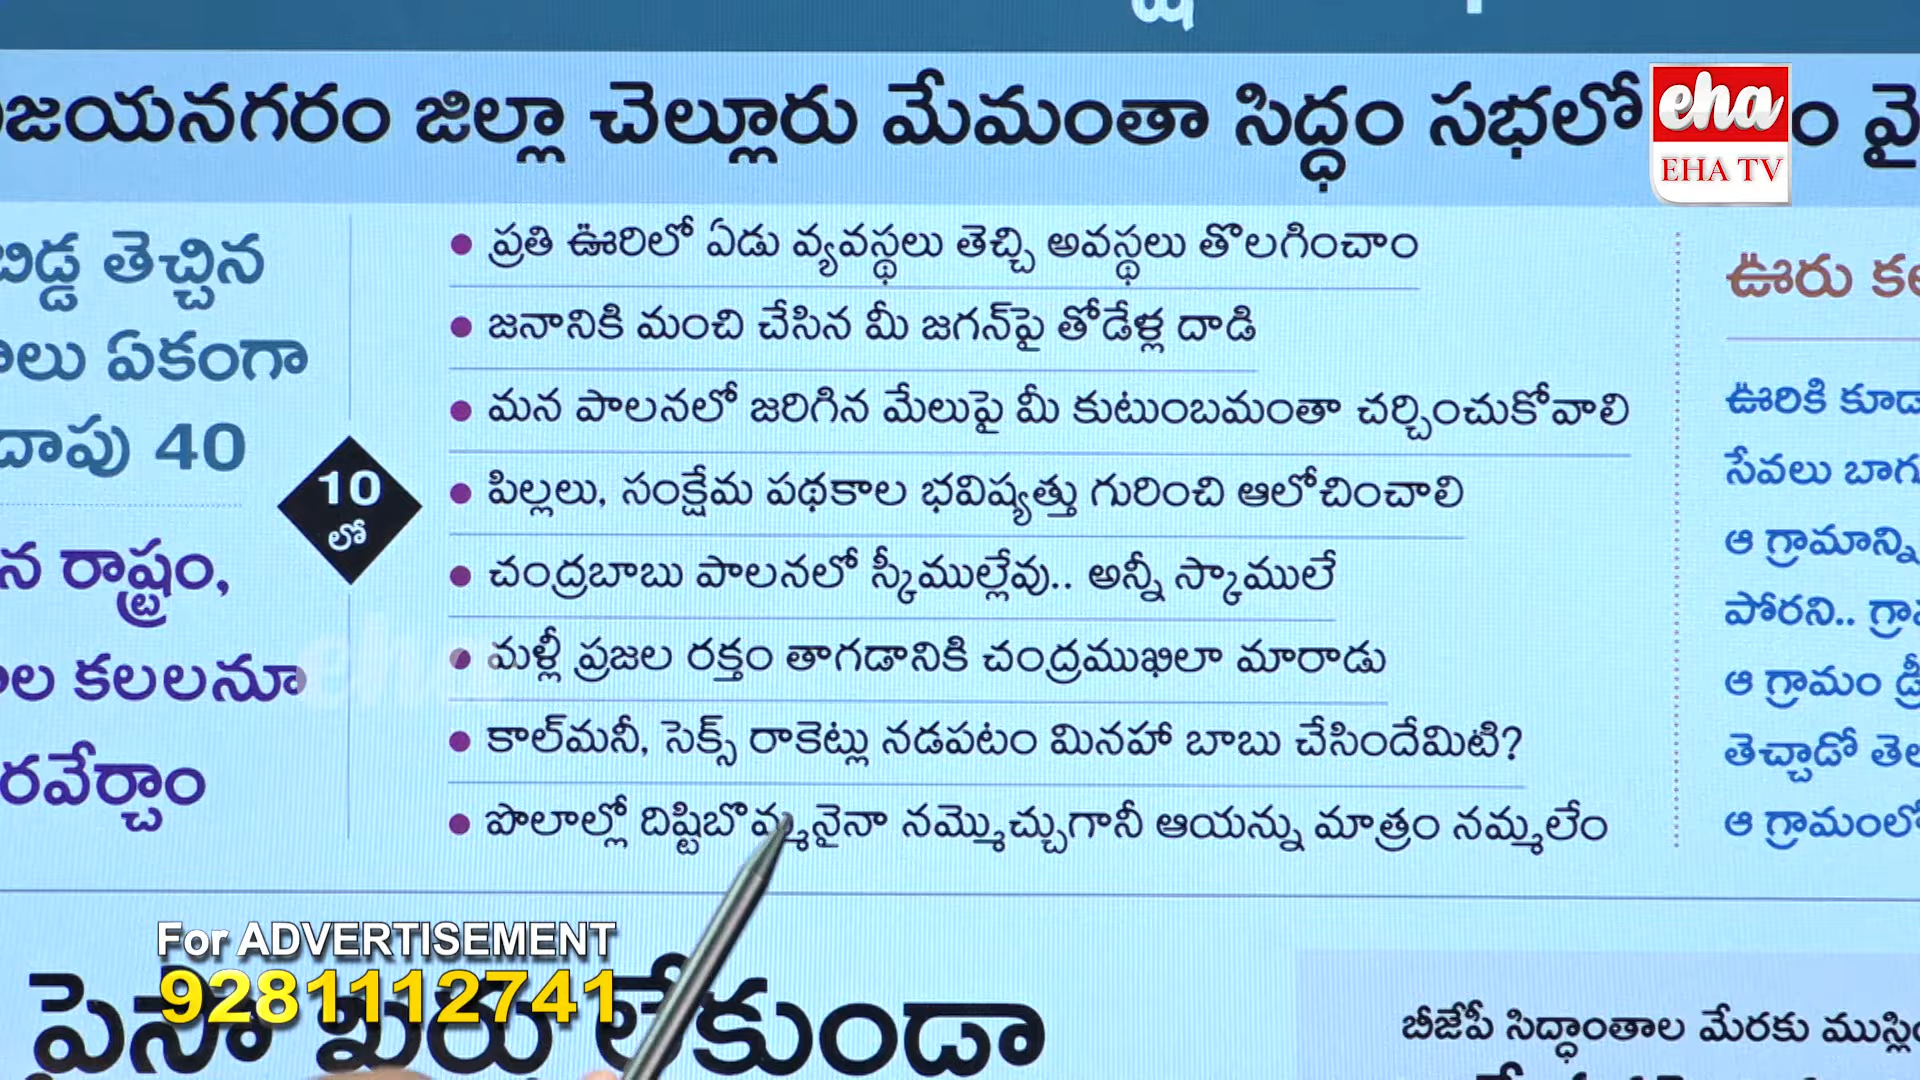 జయనగరం జిల్లా చెల్లూరు మేమంతా సిద్ధం సభలో
eha
EHA TV
బిడ్డ తెచ్చిన
లు ఏకంగా
దాపు 40
న రాష్ట్రం,
ల కలలనూ
రవేర్చాం
10
లో
ప్రతి ఊరిలో ఏడు వ్యవస్థలు తెచ్చి అవస్థలు తొలగించాం
జనానికి మంచి చేసిన మీ జగన్‌పై తోడేళ్ల దాడి
మన పాలనలో జరిగిన మేలుపై మీ కుటుంబమంతా చర్చించుకోవాలి
పిల్లలు, సంక్షేమ పథకాల భవిష్యత్తు గురించి ఆలోచించాలి
చంద్రబాబు పాలనలో స్కీముల్లేవు.. అన్నీ స్కాములే
మళ్లీ ప్రజల రక్తం తాగడానికి చంద్రముఖిలా మారాడు
కాల్‌మనీ, సెక్స్ రాకెట్లు నడపటం మినహా బాబు చేసిందేమిటి?
పొలాల్లో దిష్టిబొమ్మనైనా నమ్మొచ్చుగానీ ఆయన్ను మాత్రం నమ్మలేం
ఊరు
ఊరికి కూడ
సేవలు బాగు
ఆ గ్రామాన్ని
పోరని.. గ్రా
ఆ గ్రామం
తెచ్చాడో తెల
ఆ గ్రామంలో
For ADVERTISEMENT
9281112741
పైసా ఖర్చు లేకుండా
బీజేపీ సిద్ధాంతాల మేరకు ముస్లిం